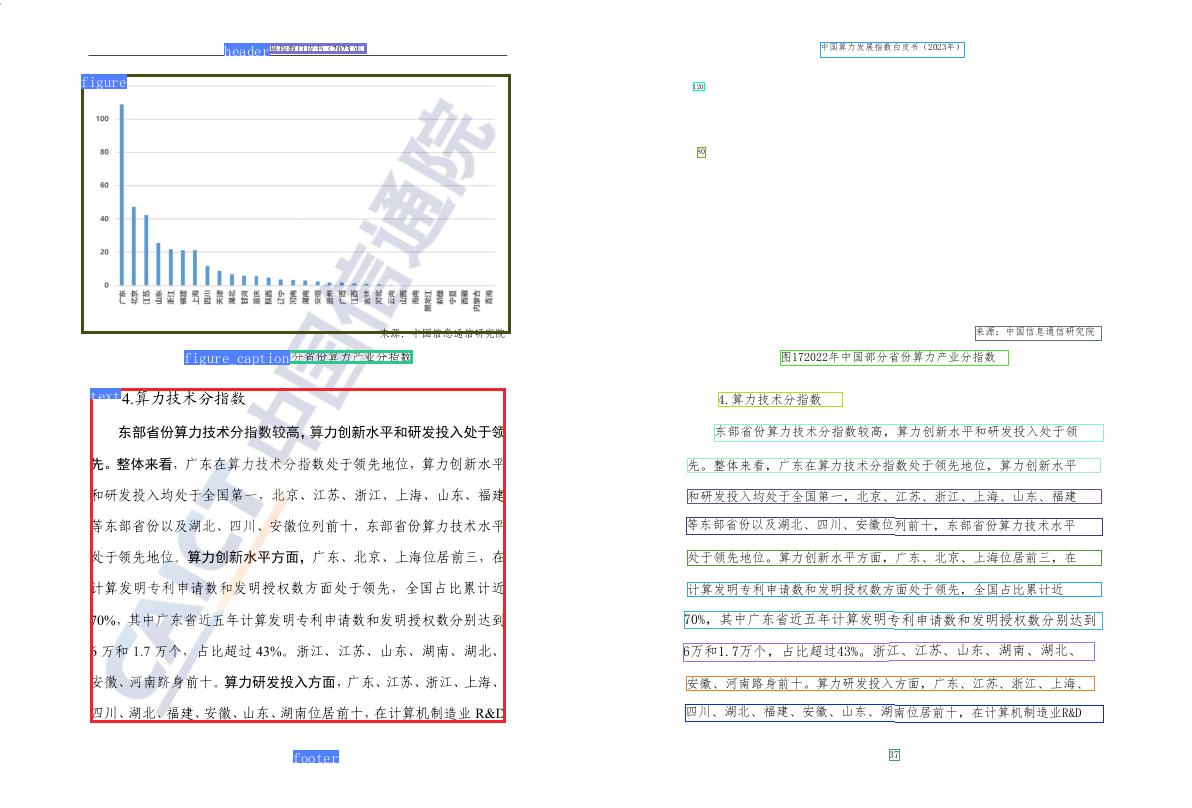 header
figure
100
80
60
40
20
0
广东 北京 江苏 山东 浙江 福建 上海 四川 天津 湖北 甘肃 重庆 陕西 辽宁 河南 湖南 安徽 贵州 广西 江西 吉林 河北 云南 山西 海南 黑龙江 新疆 宁夏 西藏 内蒙古 青海
来源：中国信息通信研究院
figure_caption 分省份算力产业分指数
text 4.算力技术分指数
东部省份算力技术分指数较高，算力创新水平和研发投入处于领
先。整体来看，广东在算力技术分指数处于领先地位，算力创新水平
和研发投入均处于全国第一，北京、江苏、浙江、上海、山东、福建
等东部省份以及湖北、四川、安徽位列前十，东部省份算力技术水平
处于领先地位。算力创新水平方面，广东、北京、上海位居前三，在
计算发明专利申请数和发明授权数方面处于领先，全国占比累计近
70%，其中广东省近五年计算发明专利申请数和发明授权数分别达到
6 万和 1.7 万个，占比超过 43%。浙江、江苏、山东、湖南、湖北、
安徽、河南跻身前十。算力研发投入方面，广东、江苏、浙江、上海、
四川、湖北、福建、安徽、山东、湖南位居前十，在计算机制造业 R&D
footer
CAICT 中国信通院
中国算力发展指数白皮书（2023年）
120
80
来源：中国信息通信研究院
图172022年中国部分省份算力产业分指数
4.算力技术分指数
东部省份算力技术分指数较高，算力创新水平和研发投入处于领
先。整体来看，广东在算力技术分指数处于领先地位，算力创新水平
和研发投入均处于全国第一，北京、江苏、浙江、上海、山东、福建
等东部省份以及湖北、四川、安徽位列前十，东部省份算力技术水平
处于领先地位。算力创新水平方面，广东、北京、上海位居前三，在
计算发明专利申请数和发明授权数方面处于领先，全国占比累计近
70%，其中广东省近五年计算发明专利申请数和发明授权数分别达到
6万和1.7万个，占比超过43%。浙江、江苏、山东、湖南、湖北、
安徽、河南路身前十。算力研发投入方面，广东、江苏、浙江、上海、
四川、湖北、福建、安徽、山东、湖南位居前十，在计算机制造业R&D
37